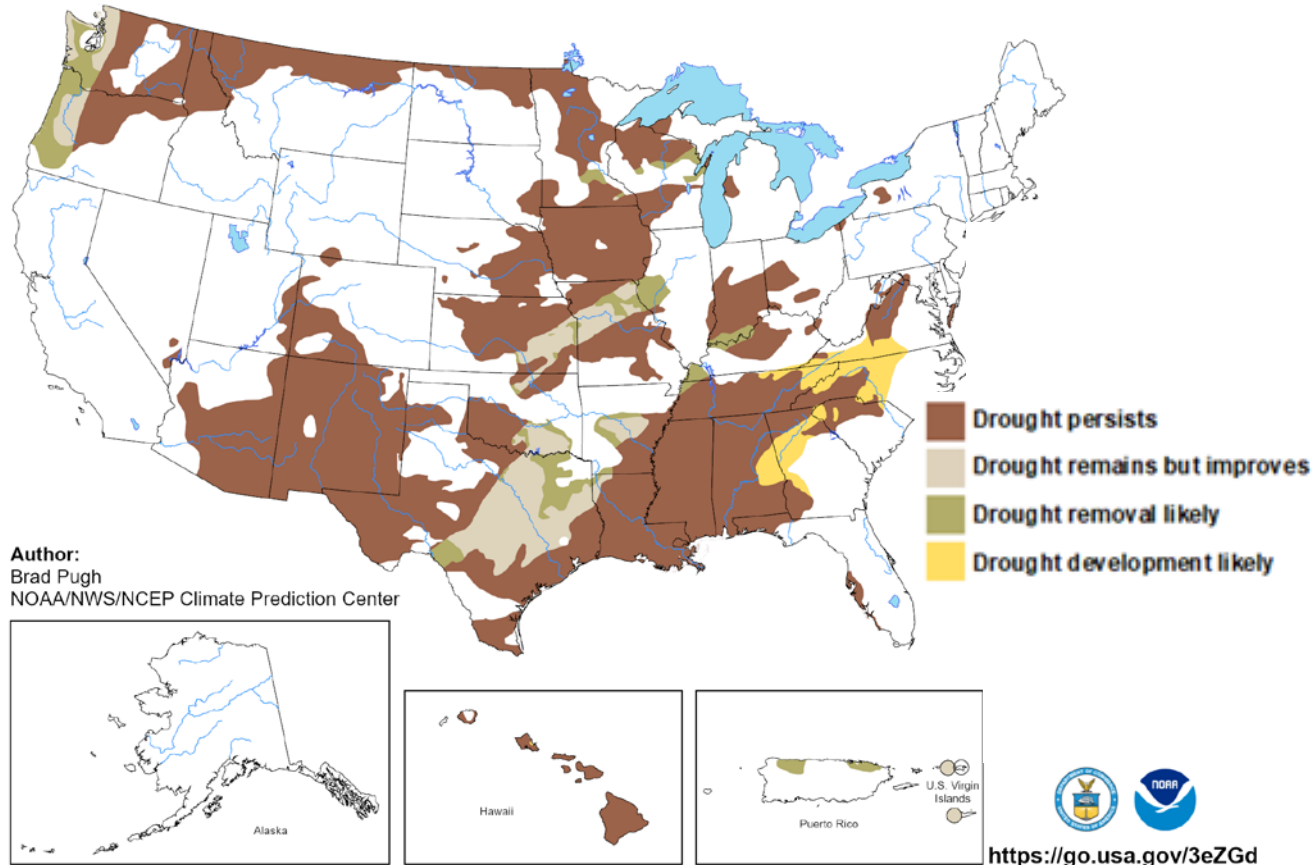 Drought persists
Drought remains but improves
Drought removal likely
Drought development likely
Author:
Brad Pugh
NOAA/NWS/NCEP Climate Prediction Center
Alaska
Hawaii
Puerto Rico
U.S. Virgin
Islands
NOAA
https://go.usa.gov/3eZGd